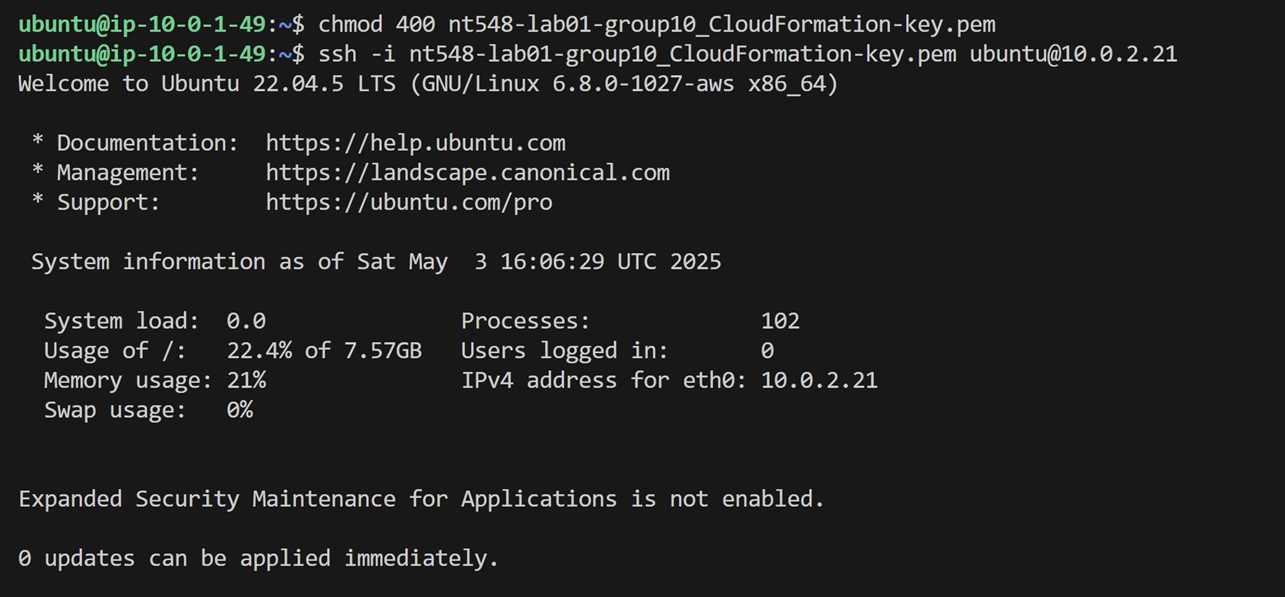 ubuntu@ip-10-0-1-49:~$ chmod 400 nt548-lab01-group10_CloudFormation-key.pem
ubuntu@ip-10-0-1-49:~$ ssh -i nt548-lab01-group10_CloudFormation-key.pem ubuntu@10.0.2.21
Welcome to Ubuntu 22.04.5 LTS (GNU/Linux 6.8.0-1027-aws x86_64)
* Documentation:  https://help.ubuntu.com
* Management:     https://landscape.canonical.com
* Support:        https://ubuntu.com/pro
System information as of Sat May  3 16:06:29 UTC 2025
System load:  0.0               Processes:             102
Usage of /:   22.4% of 7.57GB   Users logged in:       0
Memory usage: 21%               IPv4 address for eth0: 10.0.2.21
Swap usage:   0%
Expanded Security Maintenance for Applications is not enabled.
0 updates can be applied immediately.